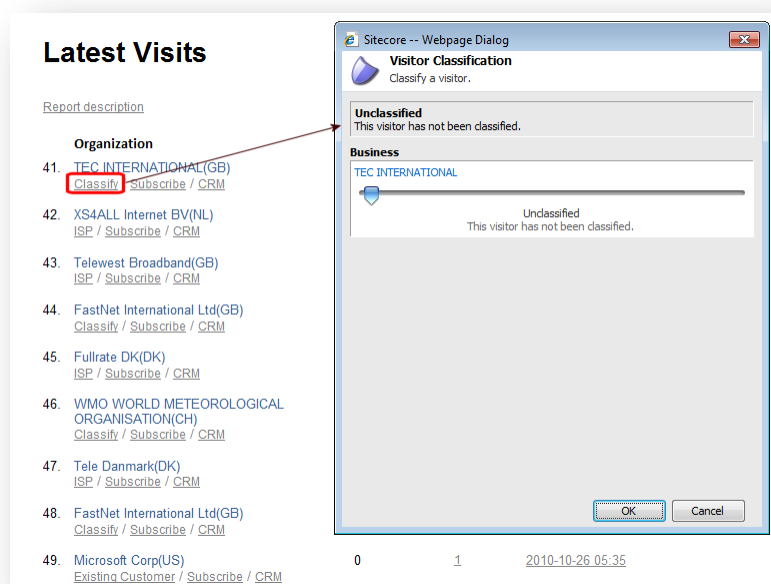 Latest Visits
Report description
Organization
41. TEC INTERNATIONAL(GB)
Classify / Subscribe / CRM
42. XS4ALL Internet BV(NL)
ISP / Subscribe / CRM
43. Telewest Broadband(GB)
ISP / Subscribe / CRM
44. FastNet International Ltd(GB)
Classify / Subscribe / CRM
45. Fullrate DK(DK)
ISP / Subscribe / CRM
46. WMO WORLD METEOROLOGICAL
ORGANISATION(CH)
Classify / Subscribe / CRM
47. Tele Danmark(DK)
ISP / Subscribe / CRM
48. FastNet International Ltd(GB)
Classify / Subscribe / CRM
49. Microsoft Corp(US) 0 1 2010-10-26 05:35
Existing Customer / Subscribe / CRM
Sitecore -- Webpage Dialog
Visitor Classification
Classify a visitor.
Unclassified
This visitor has not been classified.
Business
TEC INTERNATIONAL
Unclassified
This visitor has not been classified.
OK Cancel